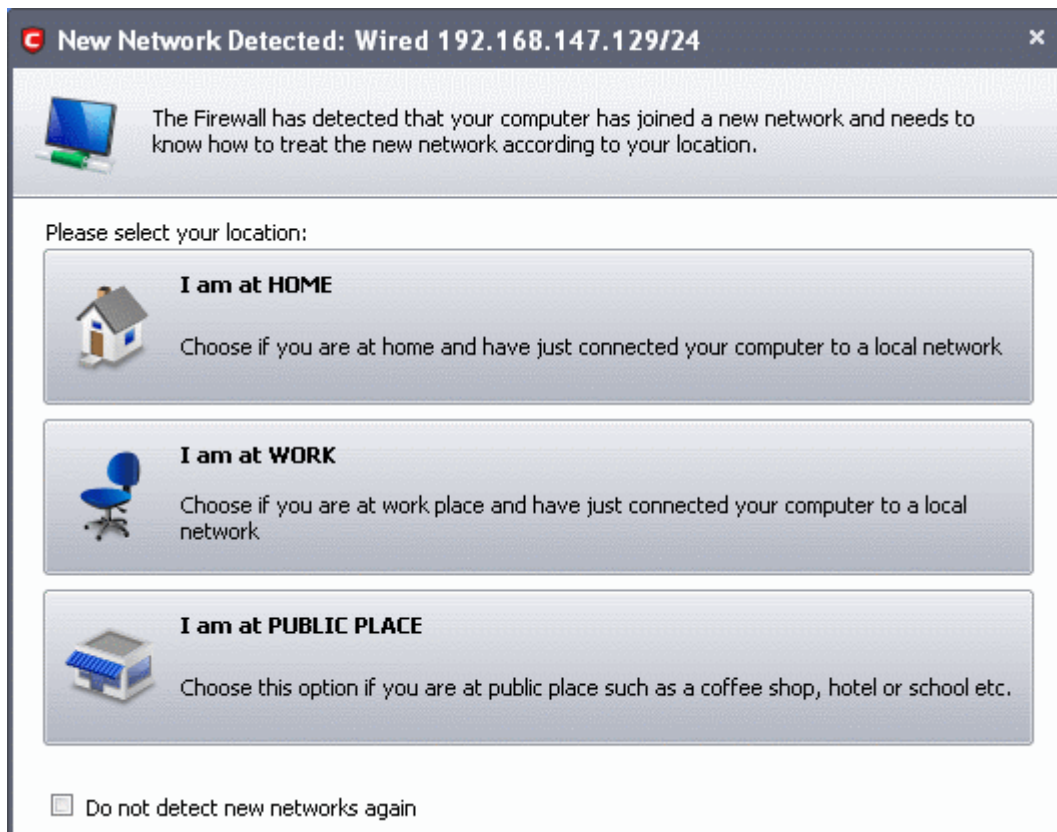 New Network Detected: Wired 192.168.147.129/24
The Firewall has detected that your computer has joined a new network and needs to
know how to treat the new network according to your location.
Please select your location:
I am at HOME
Choose if you are at home and have just connected your computer to a local network
I am at WORK
Choose if you are at work place and have just connected your computer to a local
network
I am at PUBLIC PLACE
Choose this option if you are at public place such as a coffee shop, hotel or school etc.
Do not detect new networks again